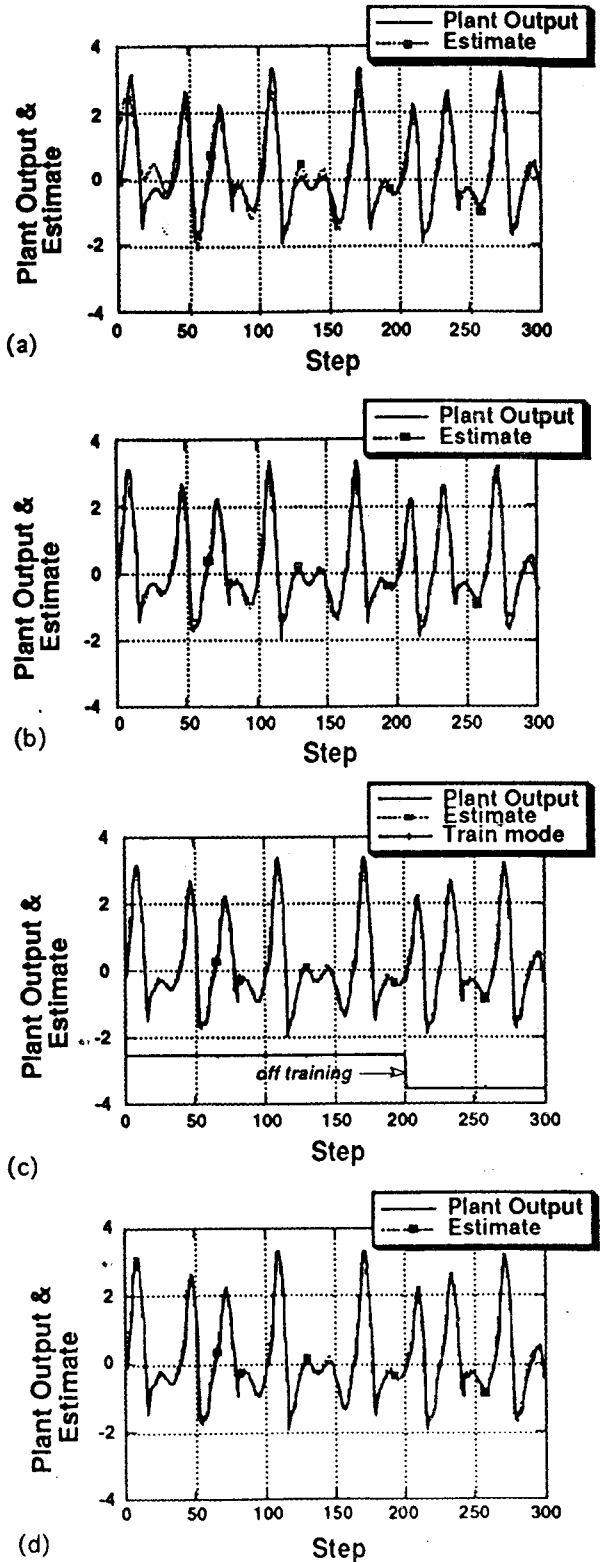 Plant Output
Estimate
Plant Output & Estimate
4
2
0
-2
-4
0 50 100 150 200 250 300
Step
(a)
Plant Output
Estimate
Plant Output & Estimate
4
2
0
-2
-4
0 50 100 150 200 250 300
Step
(b)
Plant Output
Estimate
Train mode
Plant Output & Estimate
4
2
0
-2
off training
-4
0 50 100 150 200 250 300
Step
(c)
Plant Output
Estimate
Plant Output & Estimate
4
2
0
-2
-4
0 50 100 150 200 250 300
Step
(d)